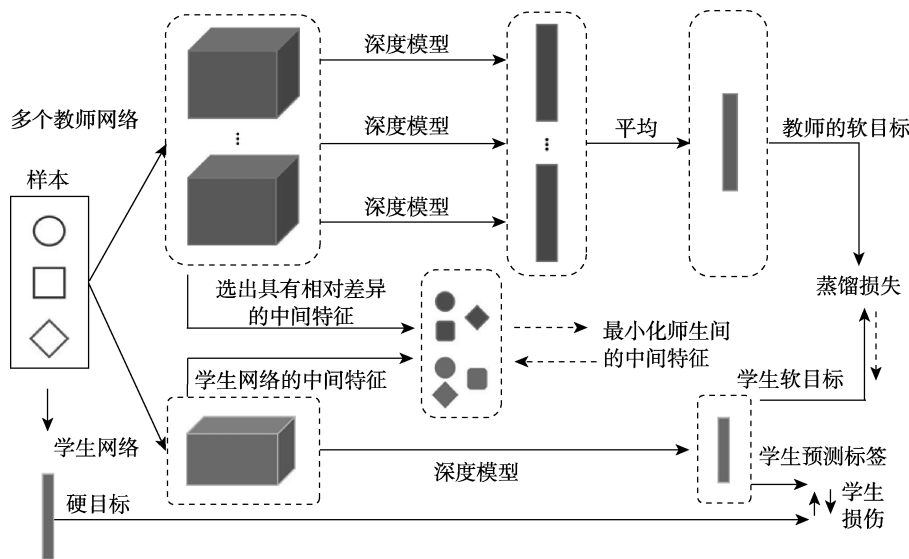 深度模型
多个教师网络
深度模型
平均
教师的软目标
样本
深度模型
选出具有相对差异
的中间特征
蒸馏损失
最小化师生间
的中间特征
学生网络的中间特征
学生软目标
学生网络
深度模型
学生预测标签
硬目标
学生
损伤